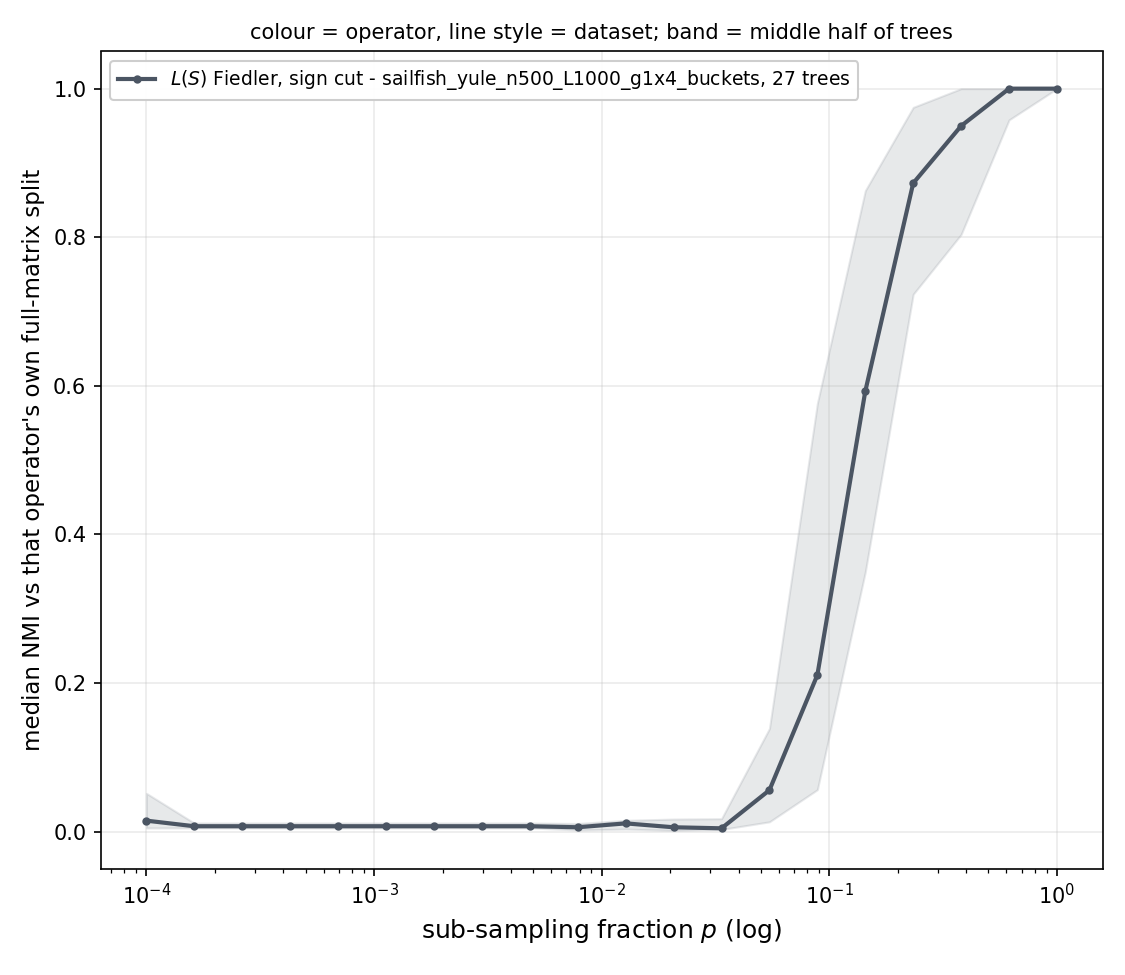 colour = operator, line style = dataset; band = middle half of trees
L(S) Fiedler, sign cut - sailfish_yule_n500_L1000_g1x4_buckets, 27 trees
median NMI vs that operator's own full-matrix split
1.0
0.8
0.6
0.4
0.2
0.0
10⁻⁴
10⁻³
10⁻²
10⁻¹
10⁰
sub-sampling fraction p (log)